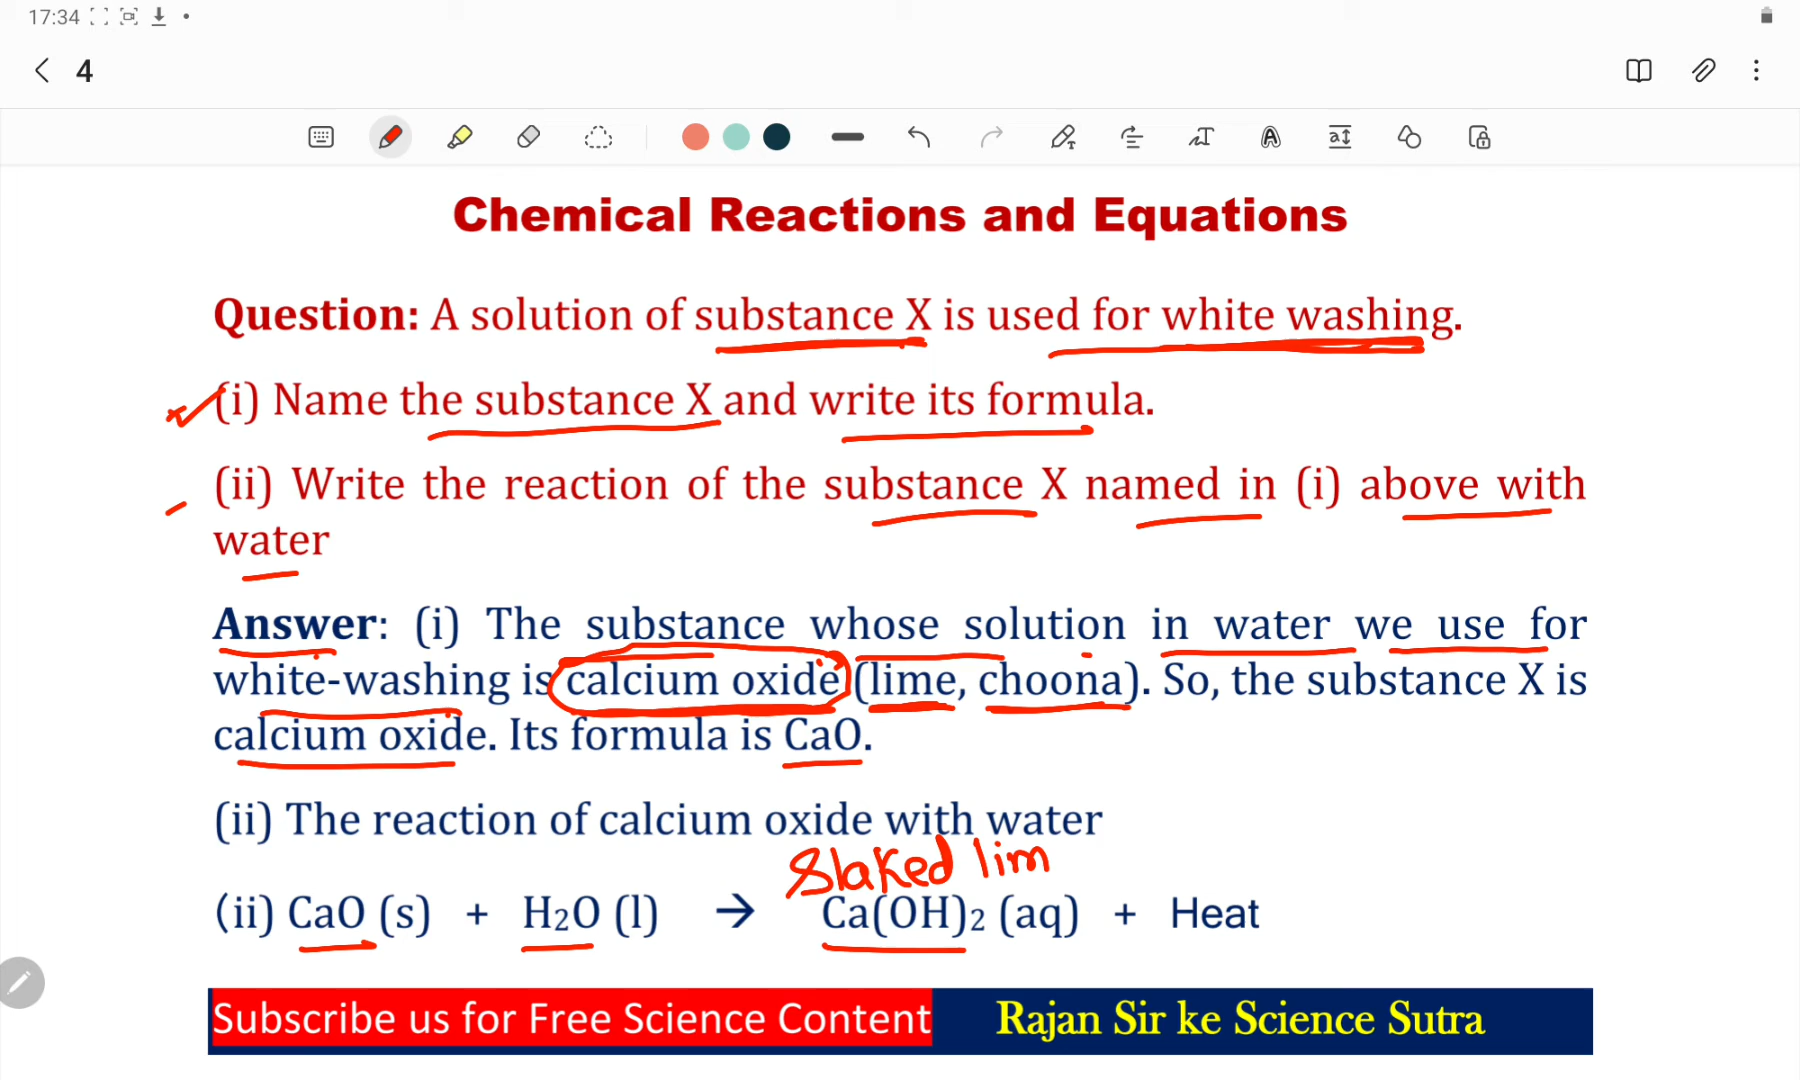 17:34
4
Chemical Reactions and Equations
Question: A solution of substance X is used for white washing.
(i) Name the substance X and write its formula.
(ii) Write the reaction of the substance X named in (i) above with
water
Answer: (i) The substance whose solution in water we use for
white-washing is calcium oxide (lime, choona). So, the substance X is
calcium oxide. Its formula is CaO.
(ii) The reaction of calcium oxide with water
Slaked lim
(ii) CaO (s) + H2O (l) → Ca(OH)2 (aq) + Heat
Subscribe us for Free Science Content Rajan Sir ke Science Sutra